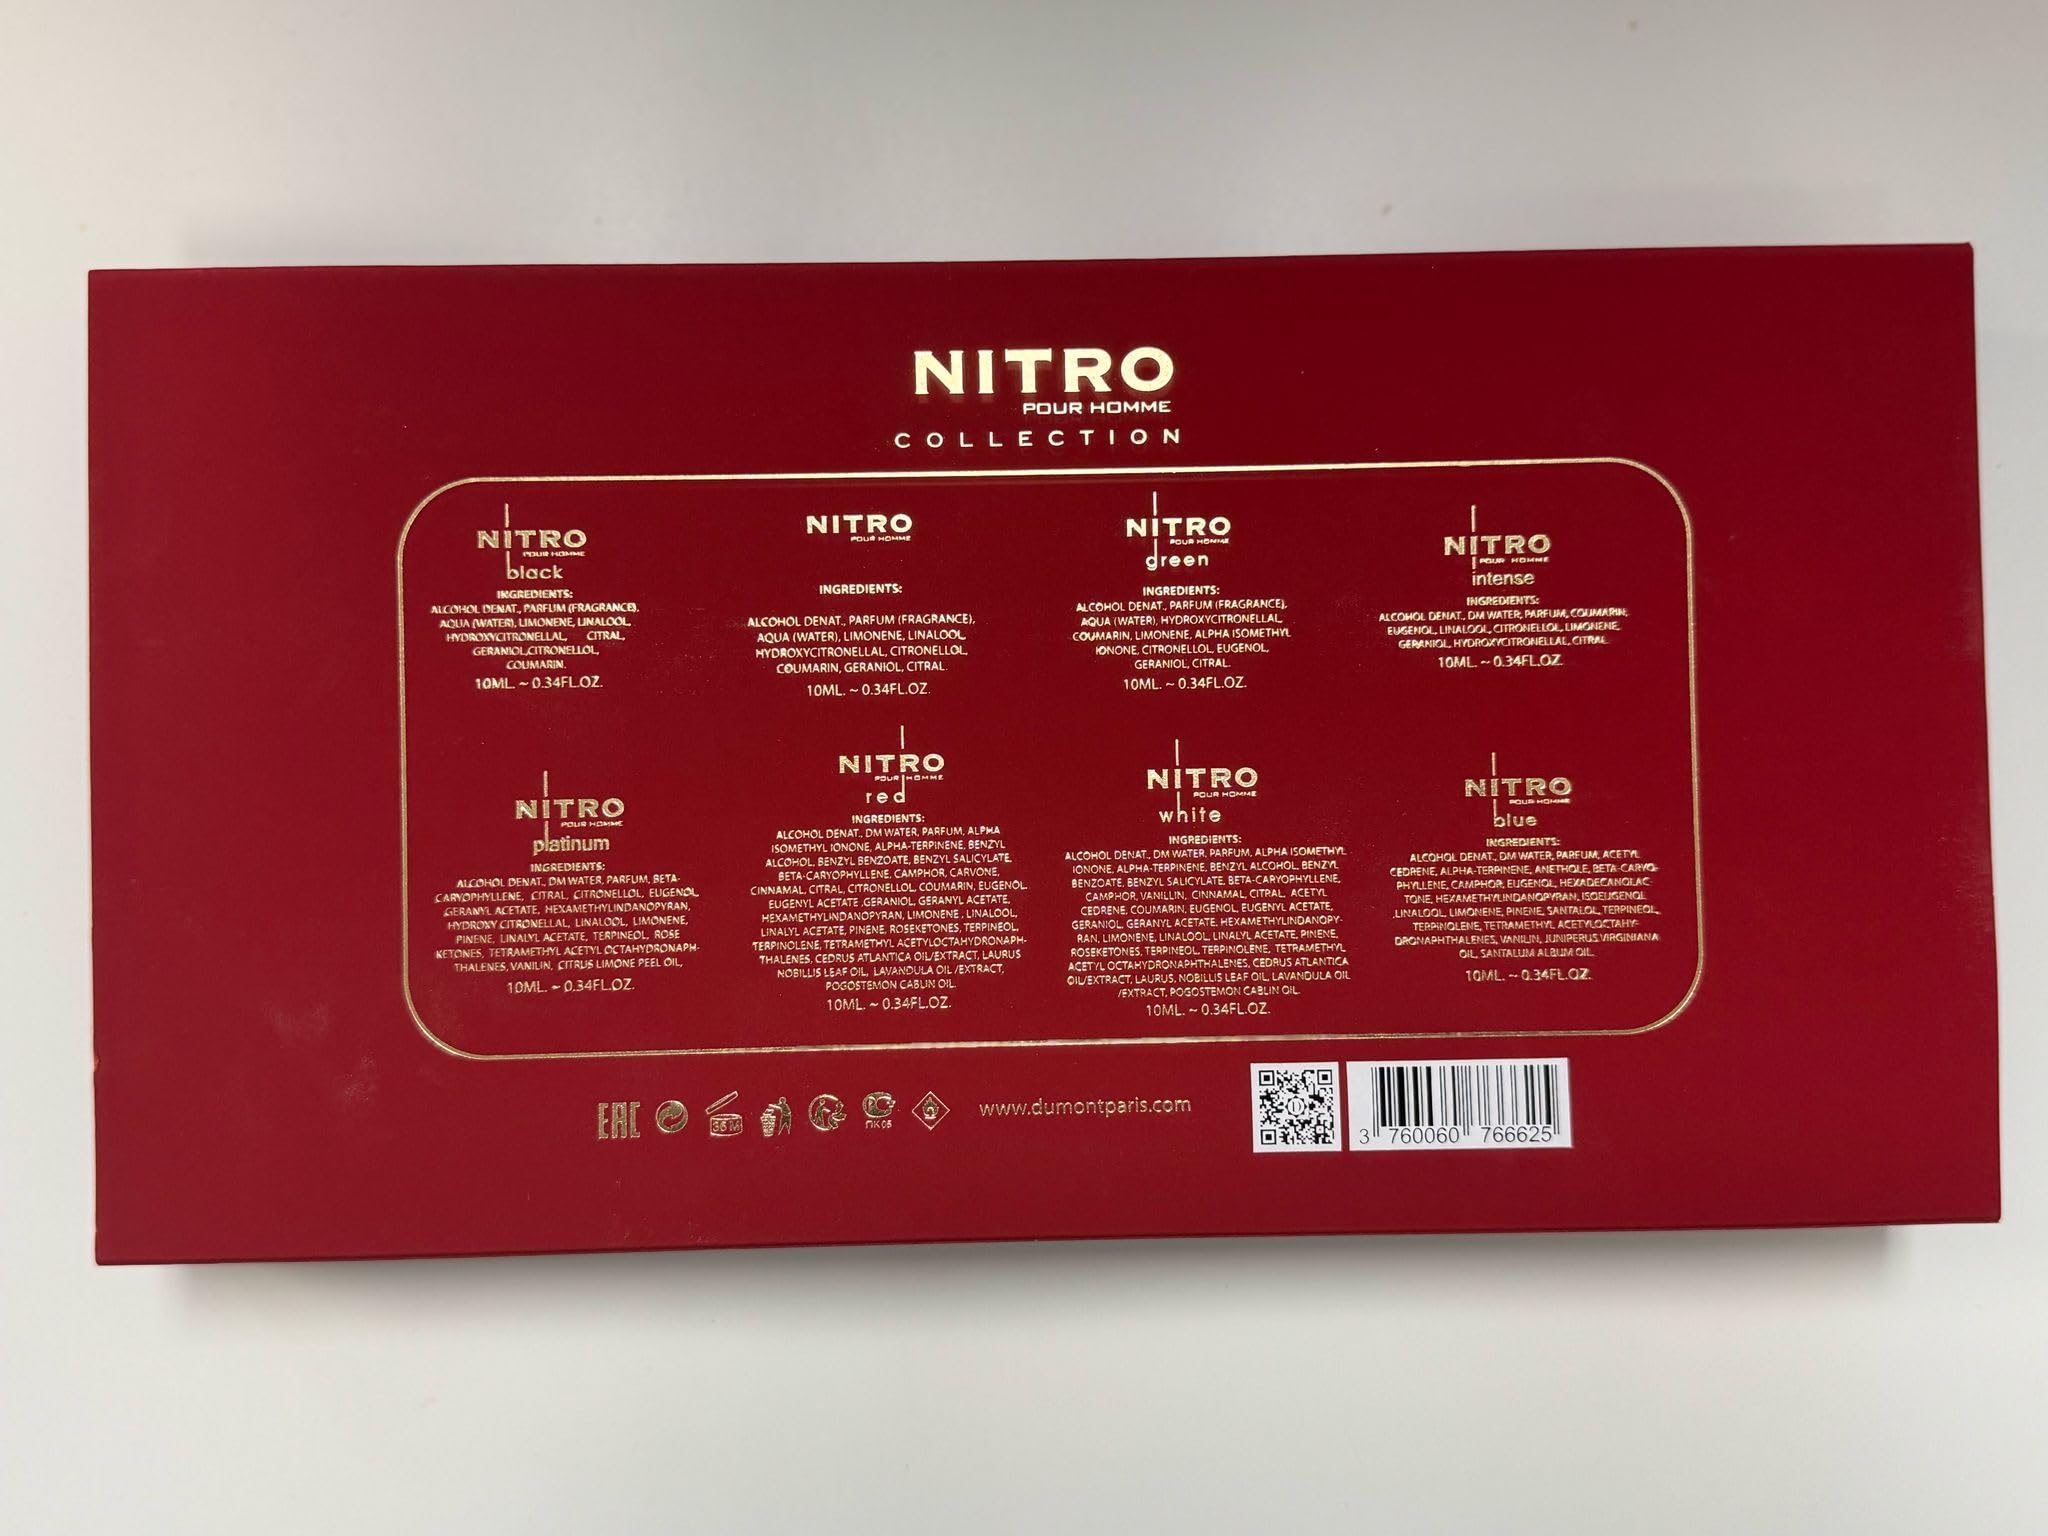 NITRO
POUR HOMME
COLLECTION
NITRO
POUR HOMME
black
INGREDIENTS:
ALCOHOL DENAT., PARFUM (FRAGRANCE),
AQUA (WATER), LIMONENE, LINALOOL,
HYDROXYCITRONELLAL, CITRAL,
GERANIOL,CITRONELLOL,
COUMARIN.
10ML. ~ 0.34FL.OZ.
NITRO
POUR HOMME
INGREDIENTS:
ALCOHOL DENAT., PARFUM (FRAGRANCE),
AQUA (WATER), LIMONENE, LINALOOL,
HYDROXYCITRONELLAL, CITRONELLOL,
COUMARIN, GERANIOL, CITRAL.
10ML. ~ 0.34FL.OZ.
NITRO
POUR HOMME
green
INGREDIENTS:
ALCOHOL DENAT., PARFUM (FRAGRANCE),
AQUA (WATER), HYDROXYCITRONELLAL,
COUMARIN, LIMONENE, ALPHA ISOMETHYL
IONONE, CITRONELLOL, EUGENOL,
GERANIOL, CITRAL.
10ML. ~ 0.34FL.OZ.
NITRO
POUR HOMME
intense
INGREDIENTS:
ALCOHOL DENAT., DM WATER, PARFUM, COUMARIN,
EUGENOL, LINALOOL, CITRONELLOL, LIMONENE,
GERANIOL, HYDROXYCITRONELLAL, CITRAL.
10ML. ~ 0.34FL.OZ.
NITRO
POUR HOMME
platinum
INGREDIENTS:
ALCOHOL DENAT., DM WATER, PARFUM, BETA-
CARYOPHYLLENE, CITRAL, CITRONELLOL, EUGENOL,
GERANYL ACETATE, HEXAMETHYLINDANOPYRAN,
HYDROXY CITRONELLAL, LINALOOL, LIMONENE,
PINENE, LINALYL ACETATE, TERPINEOL, ROSE
KETONES, TETRAMETHYL ACETYL OCTAHYDRONAPH-
THALENES, VANILIN, CITRUS LIMONE PEEL OIL,
10ML. ~ 0.34FL.OZ.
NITRO
POUR HOMME
red
INGREDIENTS:
ALCOHOL DENAT., DM WATER, PARFUM, ALPHA
ISOMETHYL IONONE, ALPHA-TERPINENE, BENZYL
ALCOHOL, BENZYL BENZOATE, BENZYL SALICYLATE,
BETA-CARYOPHYLLENE, CAMPHOR, CARVONE,
CINNAMAL, CITRAL, CITRONELLOL, COUMARIN, EUGENOL,
EUGENYL ACETATE ,GERANIOL, GERANYL ACETATE,
HEXAMETHYLINDANOPYRAN, LIMONENE , LINALOOL,
LINALYL ACETATE, PINENE, ROSEKETONES, TERPINEOL,
TERPINOLENE, TETRAMETHYL ACETYLOCTAHYDRONAPH-
THALENES, CEDRUS ATLANTICA OIL/EXTRACT, LAURUS
NOBILLIS LEAF OIL, LAVANDULA OIL /EXTRACT,
POGOSTEMON CABLIN OIL.
10ML. ~ 0.34FL.OZ.
NITRO
POUR HOMME
white
INGREDIENTS:
ALCOHOL DENAT., DM WATER, PARFUM, ALPHA ISOMETHYL
IONONE, ALPHA-TERPINENE, BENZYL ALCOHOL, BENZYL
BENZOATE, BENZYL SALICYLATE, BETA-CARYOPHYLLENE,
CAMPHOR, VANILLIN, CINNAMAL, CITRAL, ACETYL
CEDRENE, COUMARIN, EUGENOL, EUGENYL ACETATE,
GERANIOL, GERANYL ACETATE, HEXAMETHYLINDANOPY-
RAN, LIMONENE, LINALOOL, LINALYL ACETATE, PINENE,
ROSEKETONES, TERPINEOL, TERPINOLENE, TETRAMETHYL
ACETYL OCTAHYDRONAPHTHALENES, CEDRUS ATLANTICA
OIL/EXTRACT, LAURUS, NOBILLIS LEAF OIL, LAVANDULA OIL
/EXTRACT, POGOSTEMON CABLIN OIL.
10ML. ~ 0.34FL.OZ.
NITRO
POUR HOMME
blue
INGREDIENTS:
ALCOHOL DENAT., DM WATER, PARFUM, ACETYL
CEDRENE, ALPHA-TERPINENE, ANETHOLE, BETA-CARYO-
PHYLLENE, CAMPHOR, EUGENOL, HEXADECANOLAC-
TONE, HEXAMETHYLINDANOPYRAN, ISOEUGENOL
,LINALOOL, LIMONENE, PINENE, SANTALOL, TERPINEOL,
TERPINOLENE, TETRAMETHYL ACETYLOCTAHY-
DRONAPHTHALENES, VANILIN, JUNIPERUS VIRGINIANA
OIL, SANTALUM ALBUM OIL.
10ML. ~ 0.34FL.OZ.
EAC
36 M
PC
ПК 05
www.dumontparis.com
D
3 760060 766625